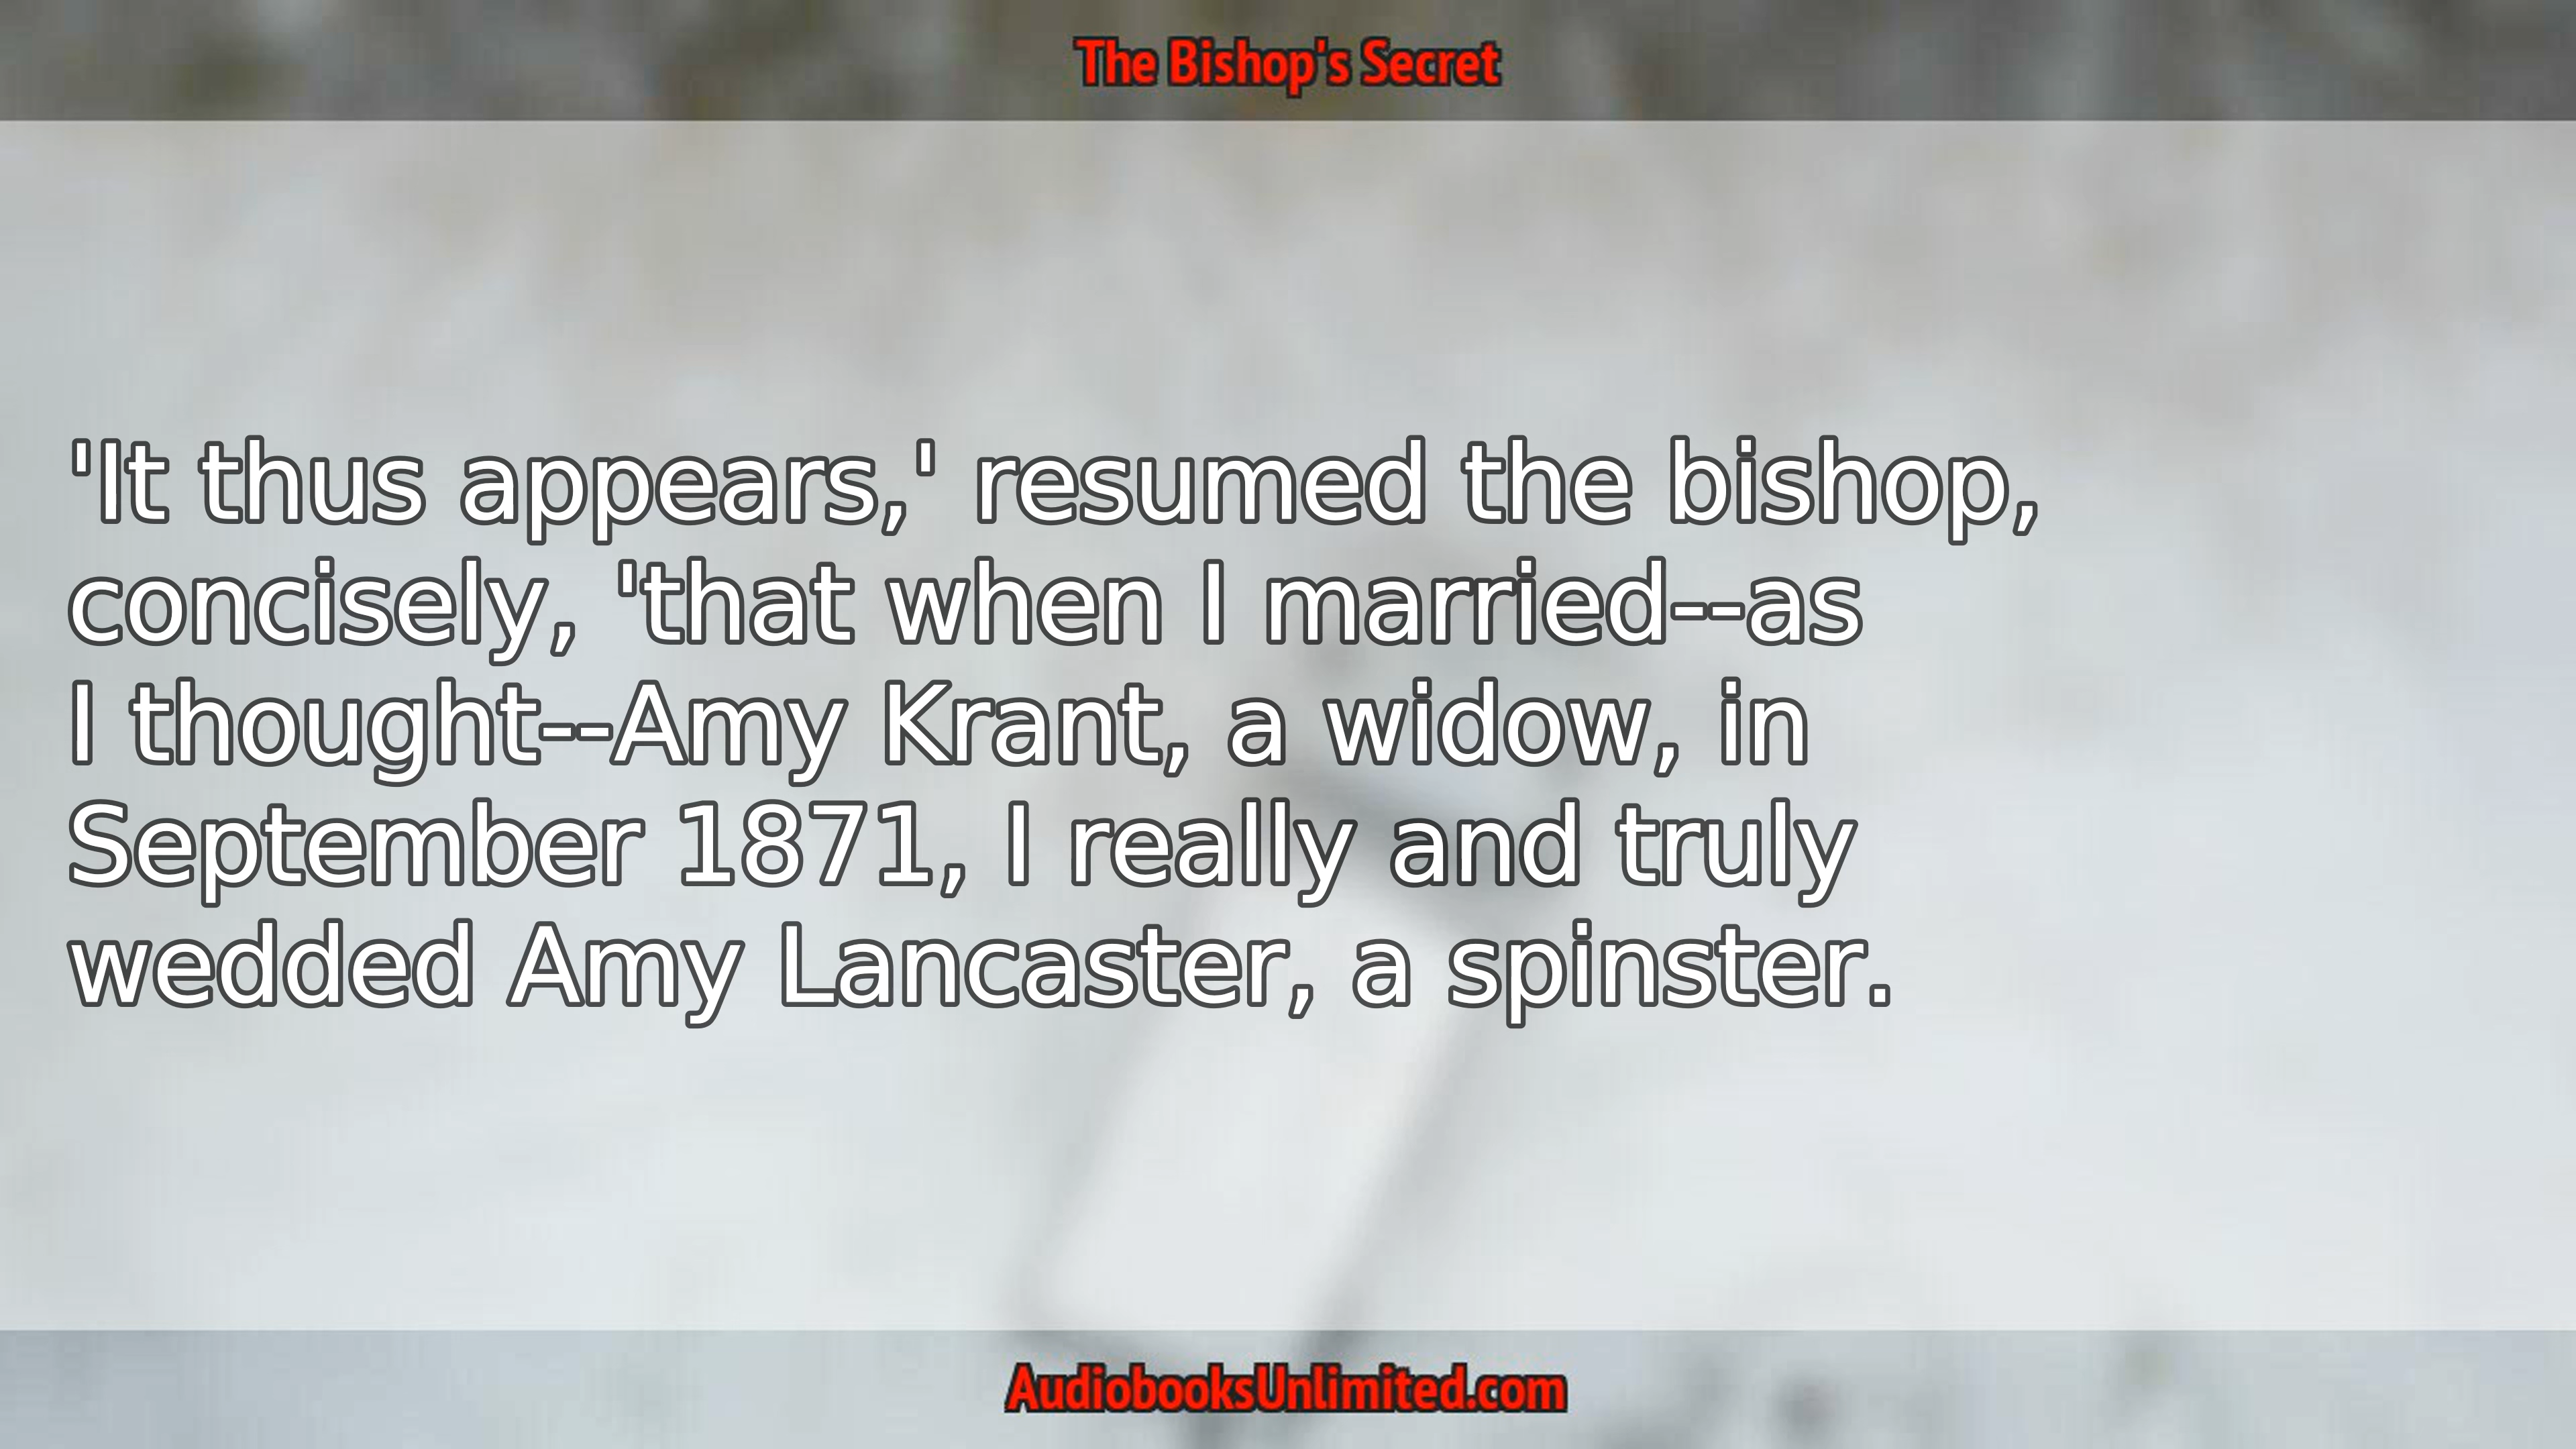 The Bishop's Secret
'It thus appears,' resumed the bishop,
concisely, 'that when I married--as
I thought--Amy Krant, a widow, in
September 1871, I really and truly
wedded Amy Lancaster, a spinster.
AudiobooksUnlimited.com